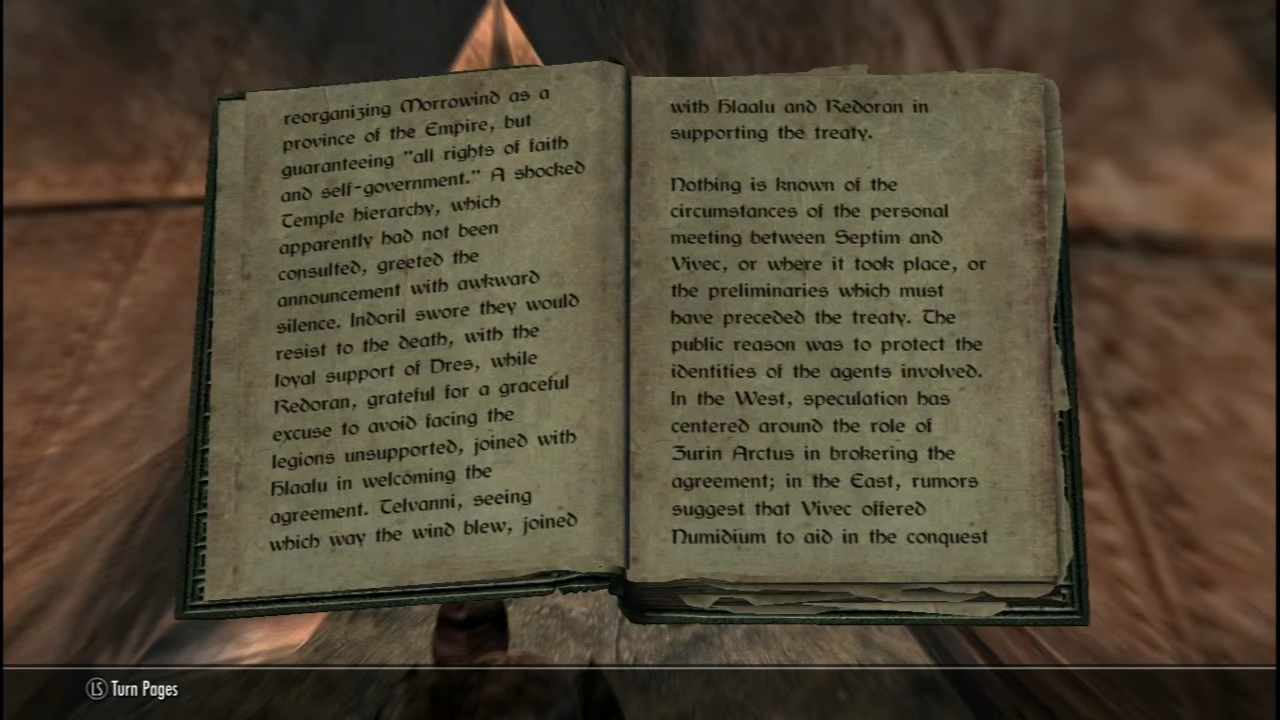 reorganizing Morrowind as a
province of the Empire, but
guaranteeing "all rights of faith
and self-government." A shocked
Temple hierarchy, which
apparently had not been
consulted, greeted the
announcement with awkward
silence. Indoril swore they would
resist to the death, with the
loyal support of Dres, while
Redoran, grateful for a graceful
excuse to avoid facing the
legions unsupported, joined with
Hlaalu in welcoming the
agreement. Telvanni, seeing
which way the wind blew, joined
with Hlaalu and Redoran in
supporting the treaty.
Nothing is known of the
circumstances of the personal
meeting between Septim and
Vivec, or where it took place, or
the preliminaries which must
have preceded the treaty. The
public reason was to protect the
identities of the agents involved.
In the West, speculation has
centered around the role of
Zurin Arctus in brokering the
agreement; in the East, rumors
suggest that Vivec offered
Numidium to aid in the conquest
LS Turn Pages